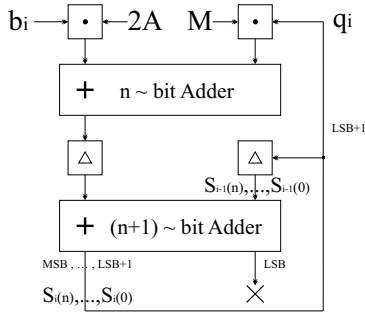 bi • 2A M • qi
+ n ~ bit Adder
LSB+1
△ △
Si-1(n),...,Si-1(0)
+ (n+1) ~ bit Adder
MSB , ... , LSB+1 LSB
Si(n),...,Si(0)